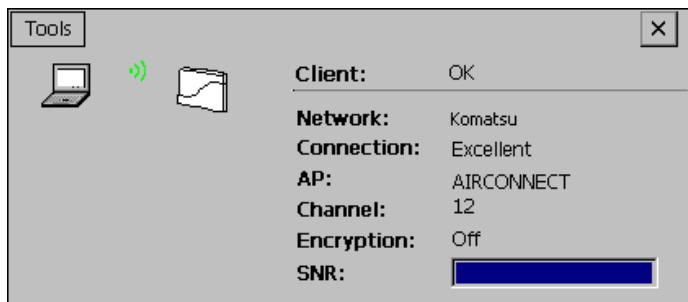 Tools
Client: OK
Network: Komatsu
Connection: Excellent
AP: AIRCONNECT
Channel: 12
Encryption: Off
SNR: